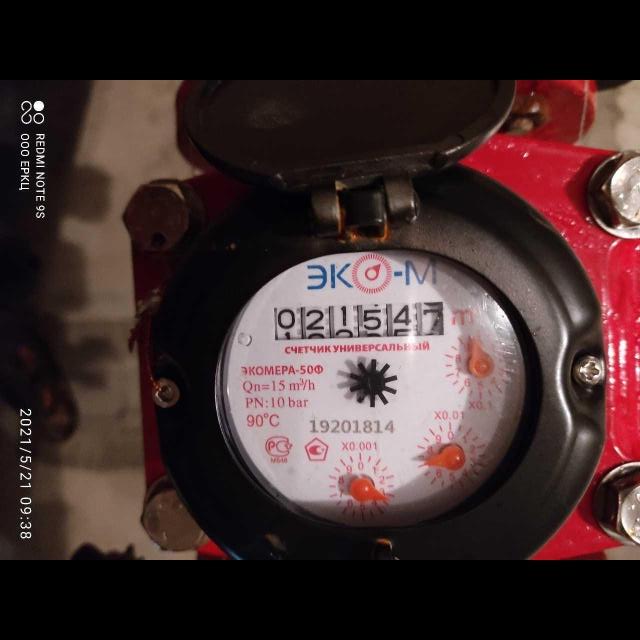 REDMI NOTE 9S
ООО ЕРКЦ
2021/5/21 09:38
ЭКО-М
021547
СЧЕТЧИК УНИВЕРСАЛЬНЫЙ
ЭКОМЕРА-50Ф
Qn=15 m³/h
PN:10 bar
90°C
19201814
X0.1
X0.01
X0.001